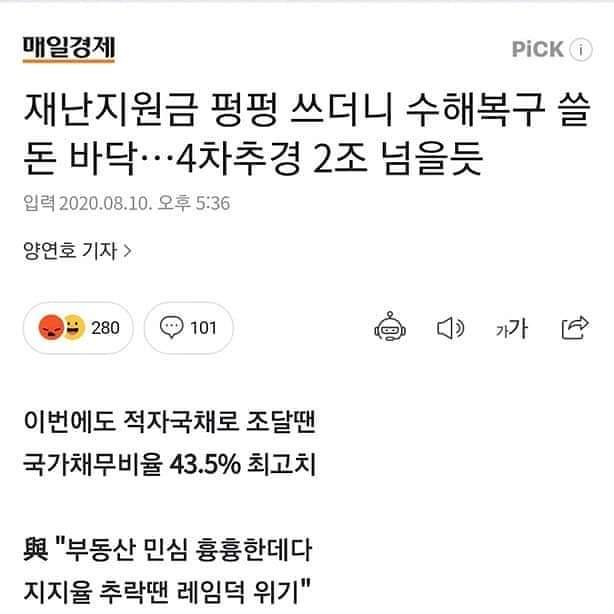 매일경제
PiCK i
재난지원금 펑펑 쓰더니 수해복구 쓸
돈 바닥…4차추경 2조 넘을듯
입력 2020.08.10. 오후 5:36
양연호 기자 >
280 101 가가
이번에도 적자국채로 조달땐
국가채무비율 43.5% 최고치
與 "부동산 민심 흉흉한데다
지지율 추락땐 레임덕 위기"